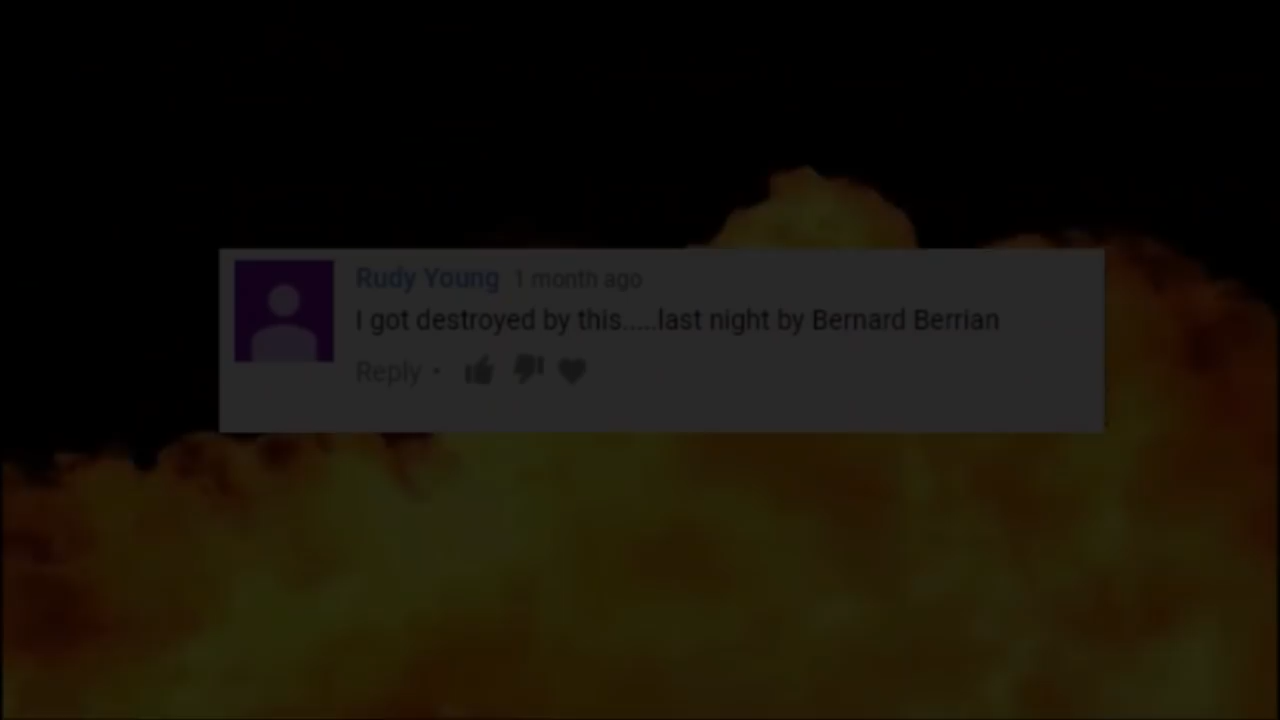 Rudy Young 1 month ago
I got destroyed by this.....last night by Bernard Berrian
Reply •